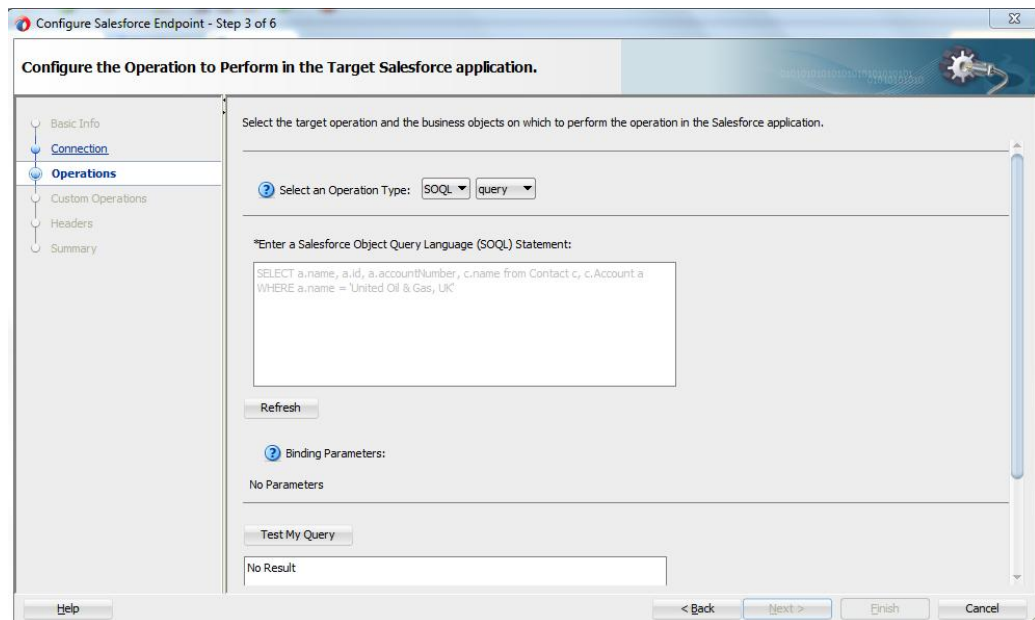 Configure Salesforce Endpoint - Step 3 of 6
Configure the Operation to Perform in the Target Salesforce application.
Basic Info
Connection
Operations
Custom Operations
Headers
Summary
Select the target operation and the business objects on which to perform the operation in the Salesforce application.
Select an Operation Type: SOQL query
*Enter a Salesforce Object Query Language (SOQL) Statement:
SELECT a.name, a.id, a.accountNumber, c.name from Contact c, c.Account a
WHERE a.name = 'United Oil & Gas, UK'
Refresh
Binding Parameters:
No Parameters
Test My Query
No Result
Help < Back Next > Finish Cancel